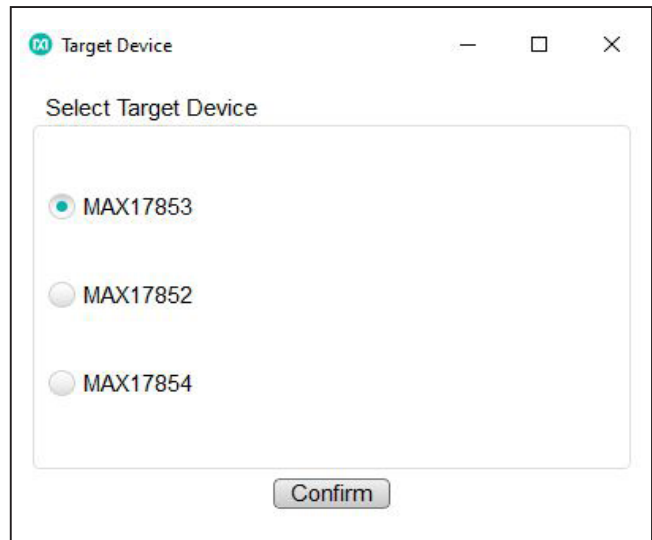 Target Device
Select Target Device
MAX17853
MAX17852
MAX17854
Confirm